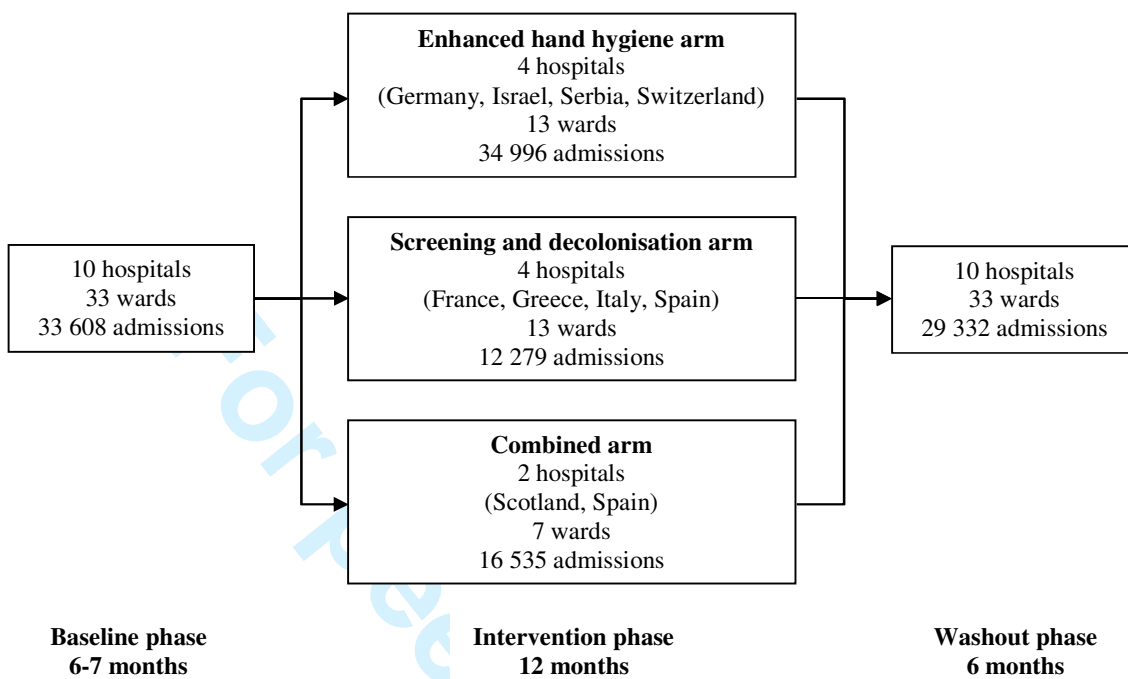 Enhanced hand hygiene arm
4 hospitals
(Germany, Israel, Serbia, Switzerland)
13 wards
34 996 admissions
10 hospitals
33 wards
33 608 admissions
Screening and decolonisation arm
4 hospitals
(France, Greece, Italy, Spain)
13 wards
12 279 admissions
10 hospitals
33 wards
29 332 admissions
Combined arm
2 hospitals
(Scotland, Spain)
7 wards
16 535 admissions
For pee
Baseline phase
6-7 months
Intervention phase
12 months
Washout phase
6 months